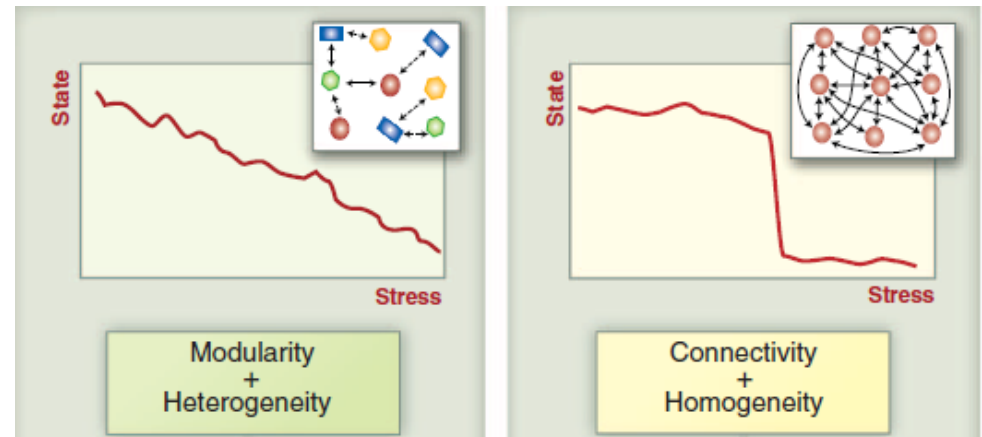 State
Stress
Modularity
+
Heterogeneity
State
Stress
Connectivity
+
Homogeneity